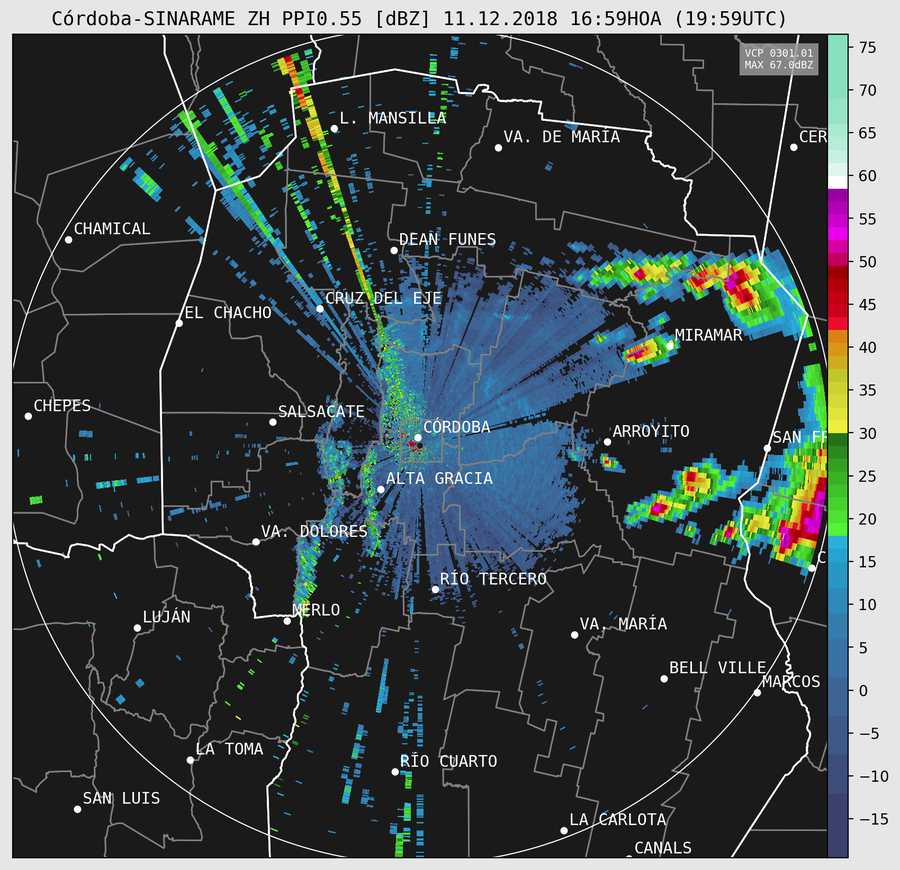 Córdoba-SINARAME ZH PPI0.55 [dBZ] 11.12.2018 16:59HOA (19:59UTC)
VCP 0301.01
MAX 67.0dBZ
75
70
65
60
55
50
45
40
35
30
25
20
15
10
5
0
−5
−10
−15
L. MANSILLA
VA. DE MARÍA
CER
CHAMICAL
DEAN FUNES
CRUZ DEL EJE
EL CHACHO
MIRAMAR
CHEPES
SALSACATE
CÓRDOBA
ARROYITO
SAN FR
ALTA GRACIA
VA. DOLORES
C
RÍO TERCERO
LUJÁN
MERLO
VA. MARÍA
BELL VILLE
MARCOS
LA TOMA
RÍO CUARTO
SAN LUIS
LA CARLOTA
CANALS